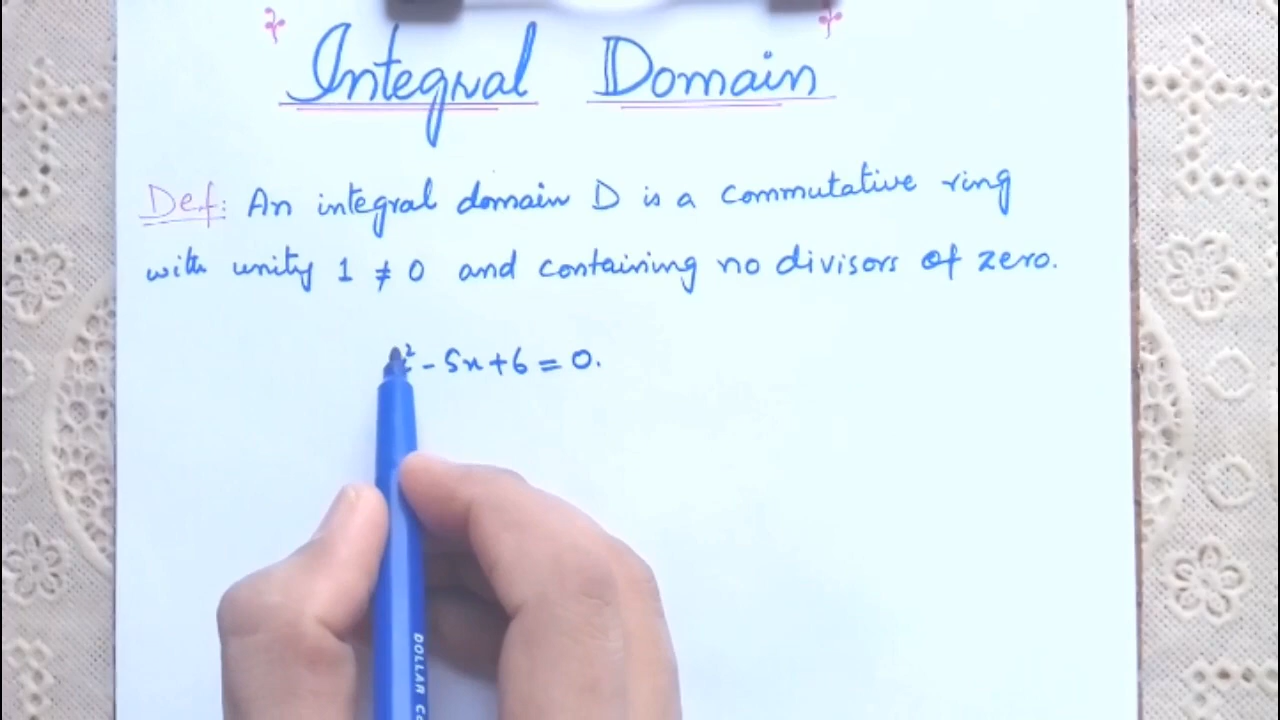 Integral Domain
Def: An integral domain D is a commutative ring
with unity 1 ≠ 0 and containing no divisors of zero.
² - 5x + 6 = 0.
DOLLAR